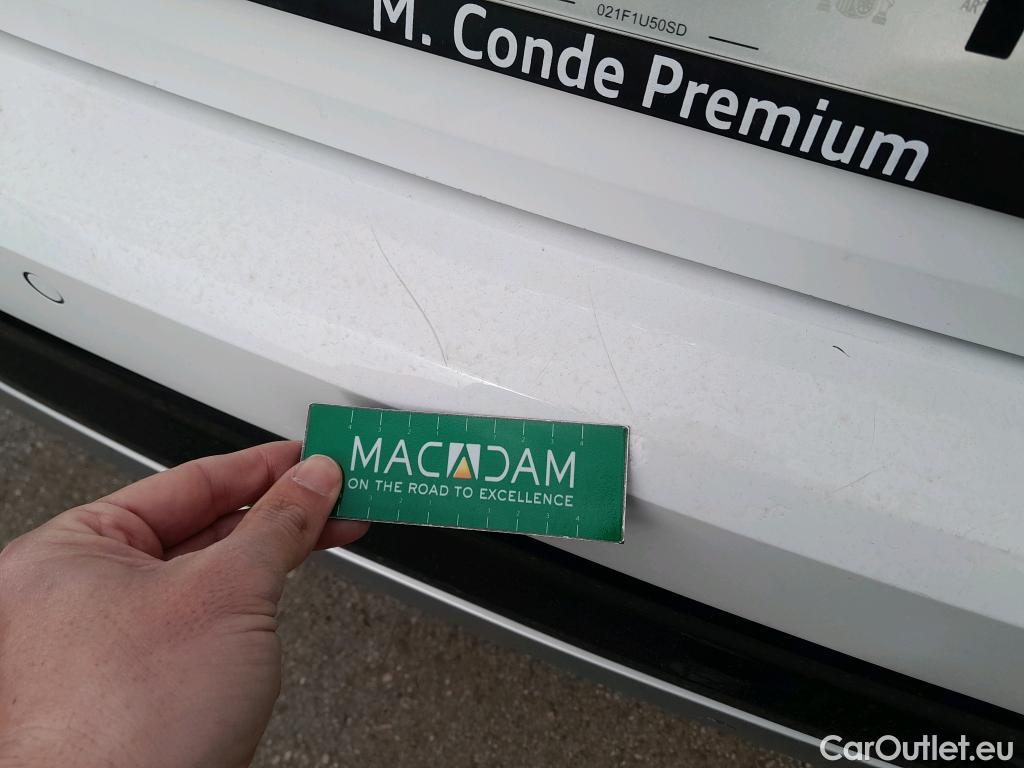 021F1U50SD
M. Conde Premium
MACADAM
ON THE ROAD TO EXCELLENCE
CarOutlet.eu